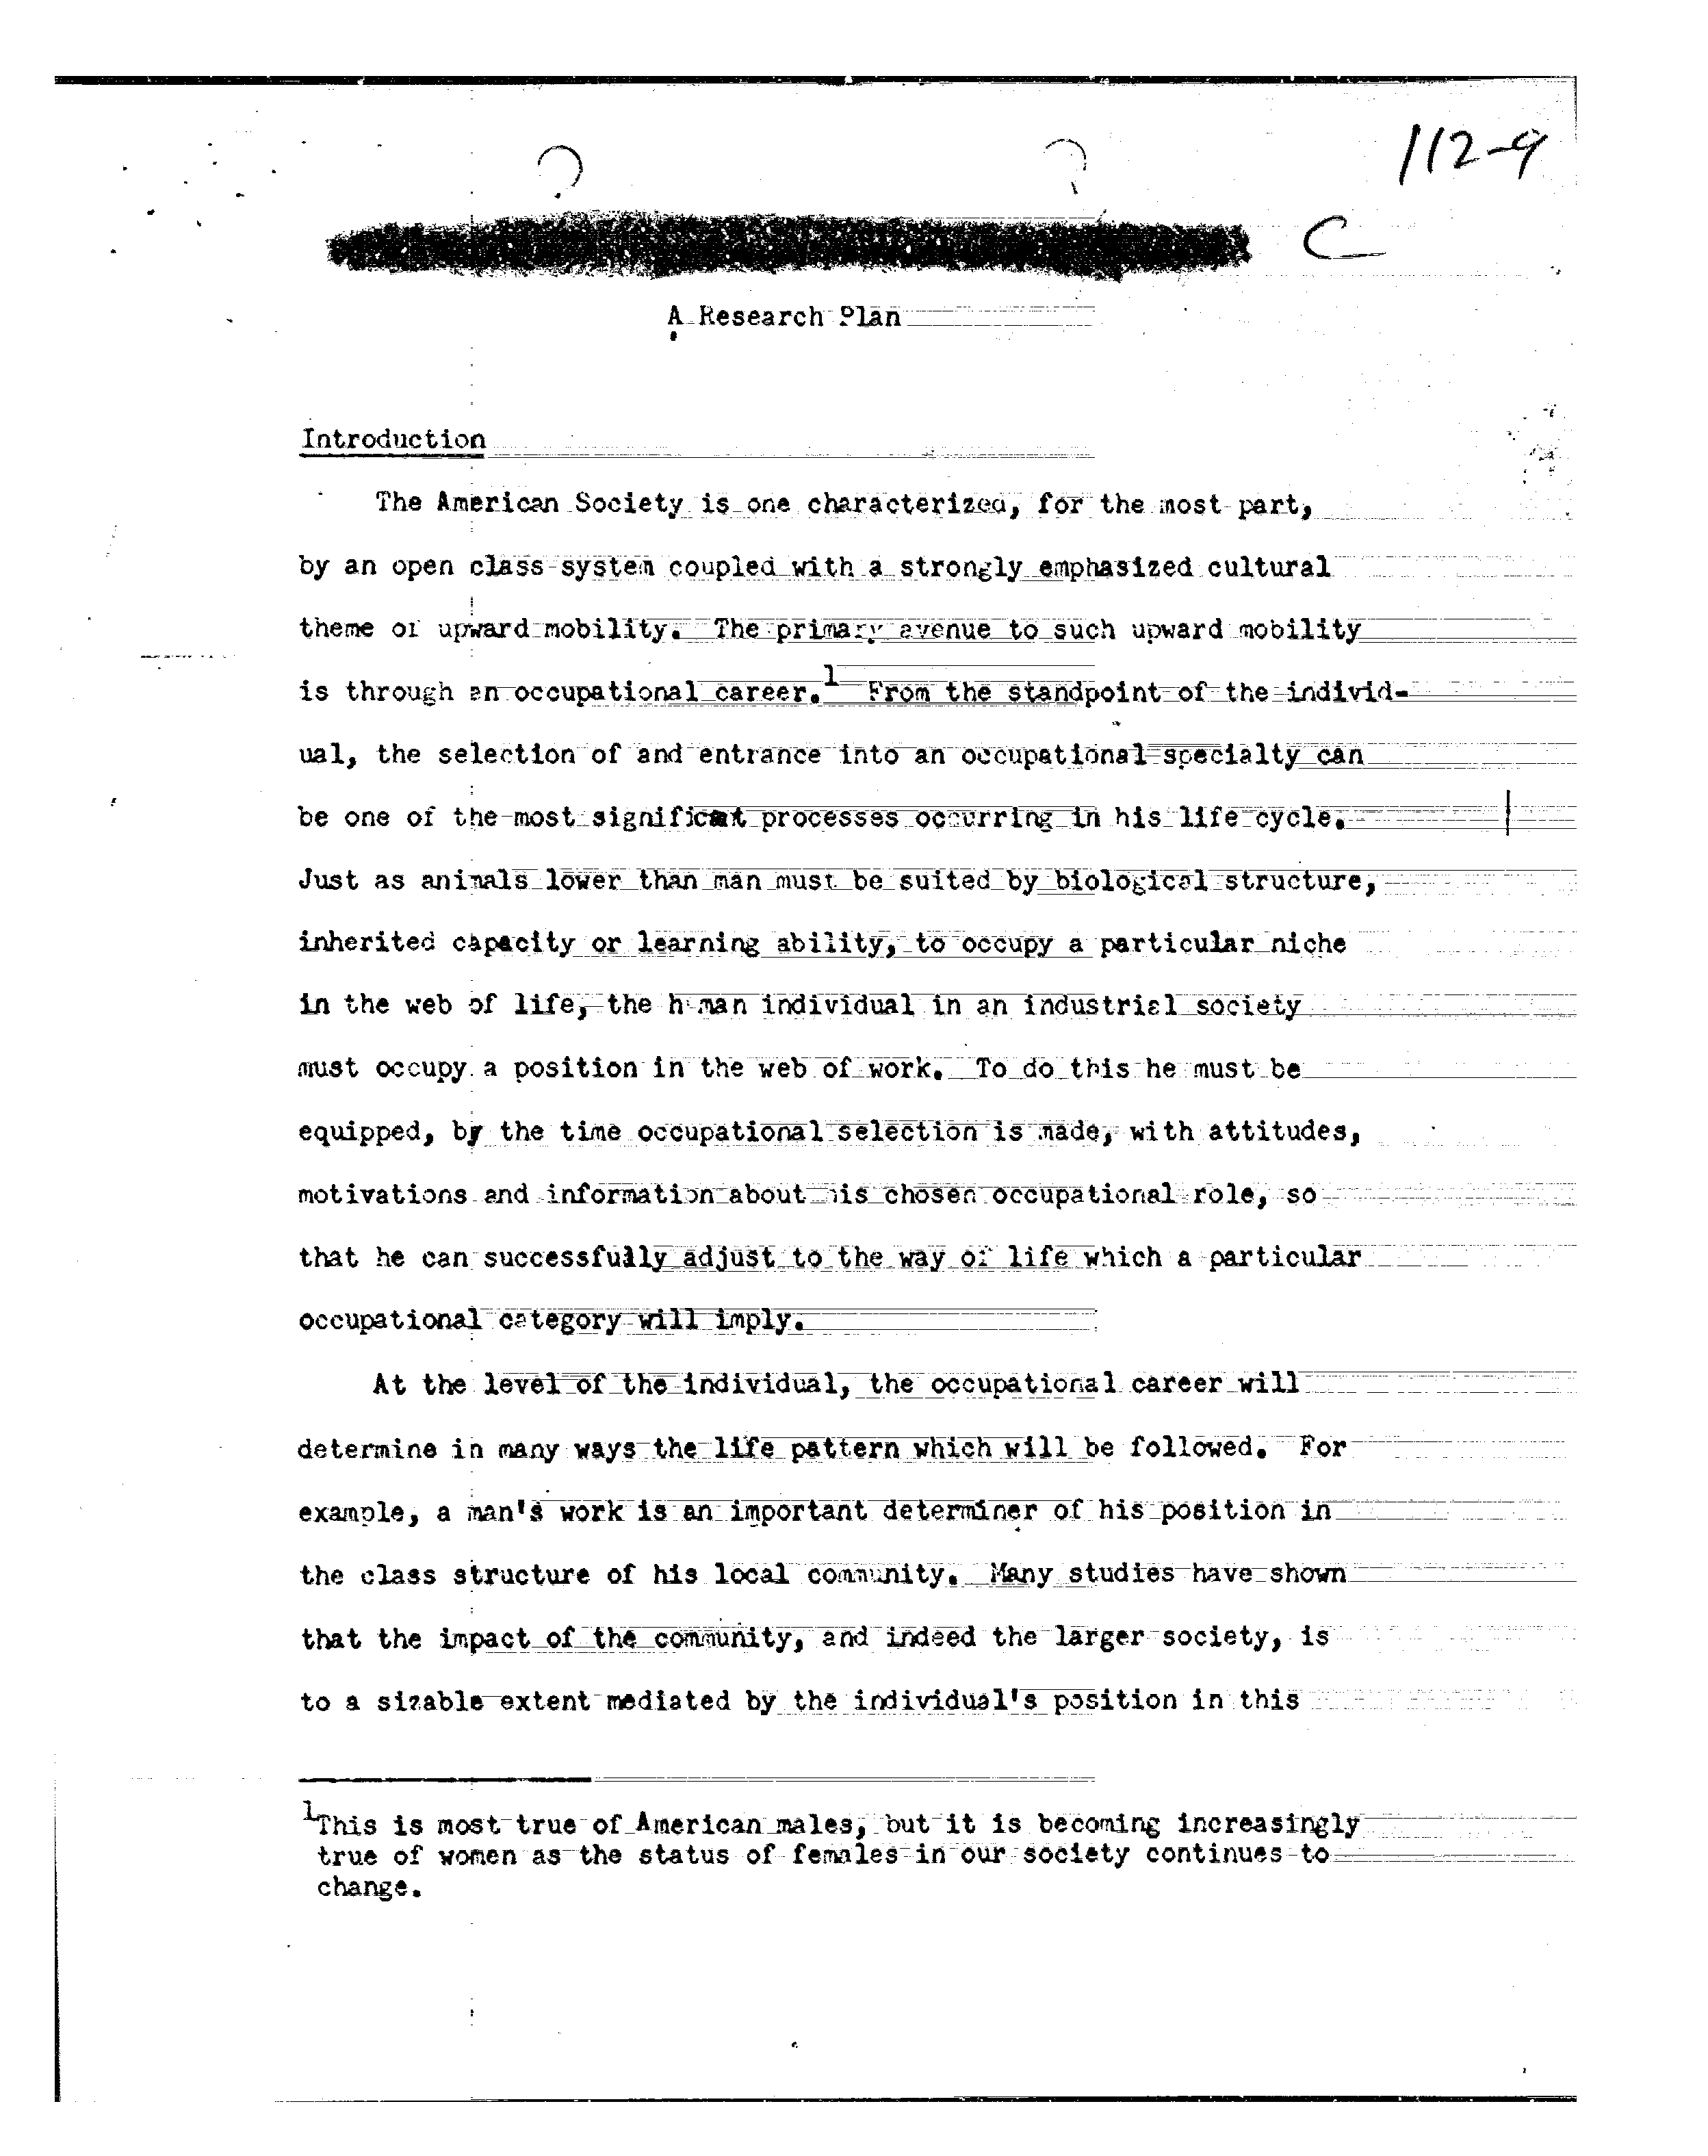 112-9
C
A Research Plan
Introduction
The American Society is one characterized, for the most part,
by an open class system coupled with a strongly emphasized cultural
theme of upward mobility. The primary avenue to such upward mobility
is through an occupational career.1 From the standpoint of the individ-
ual, the selection of and entrance into an occupational specialty can
be one of the most significant processes occurring in his life cycle.
Just as animals lower than man must be suited by biological structure,
inherited capacity or learning ability, to occupy a particular niche
in the web of life, the human individual in an industrial society
must occupy a position in the web of work. To do this he must be
equipped, by the time occupational selection is made, with attitudes,
motivations and information about his chosen occupational role, so
that he can successfully adjust to the way of life which a particular
occupational category will imply.
At the level of the individual, the occupational career will
determine in many ways the life pattern which will be followed. For
example, a man's work is an important determiner of his position in
the class structure of his local community. Many studies have shown
that the impact of the community, and indeed the larger society, is
to a sizable extent mediated by the individual's position in this
1This is most true of American males, but it is becoming increasingly
true of women as the status of females in our society continues to
change.